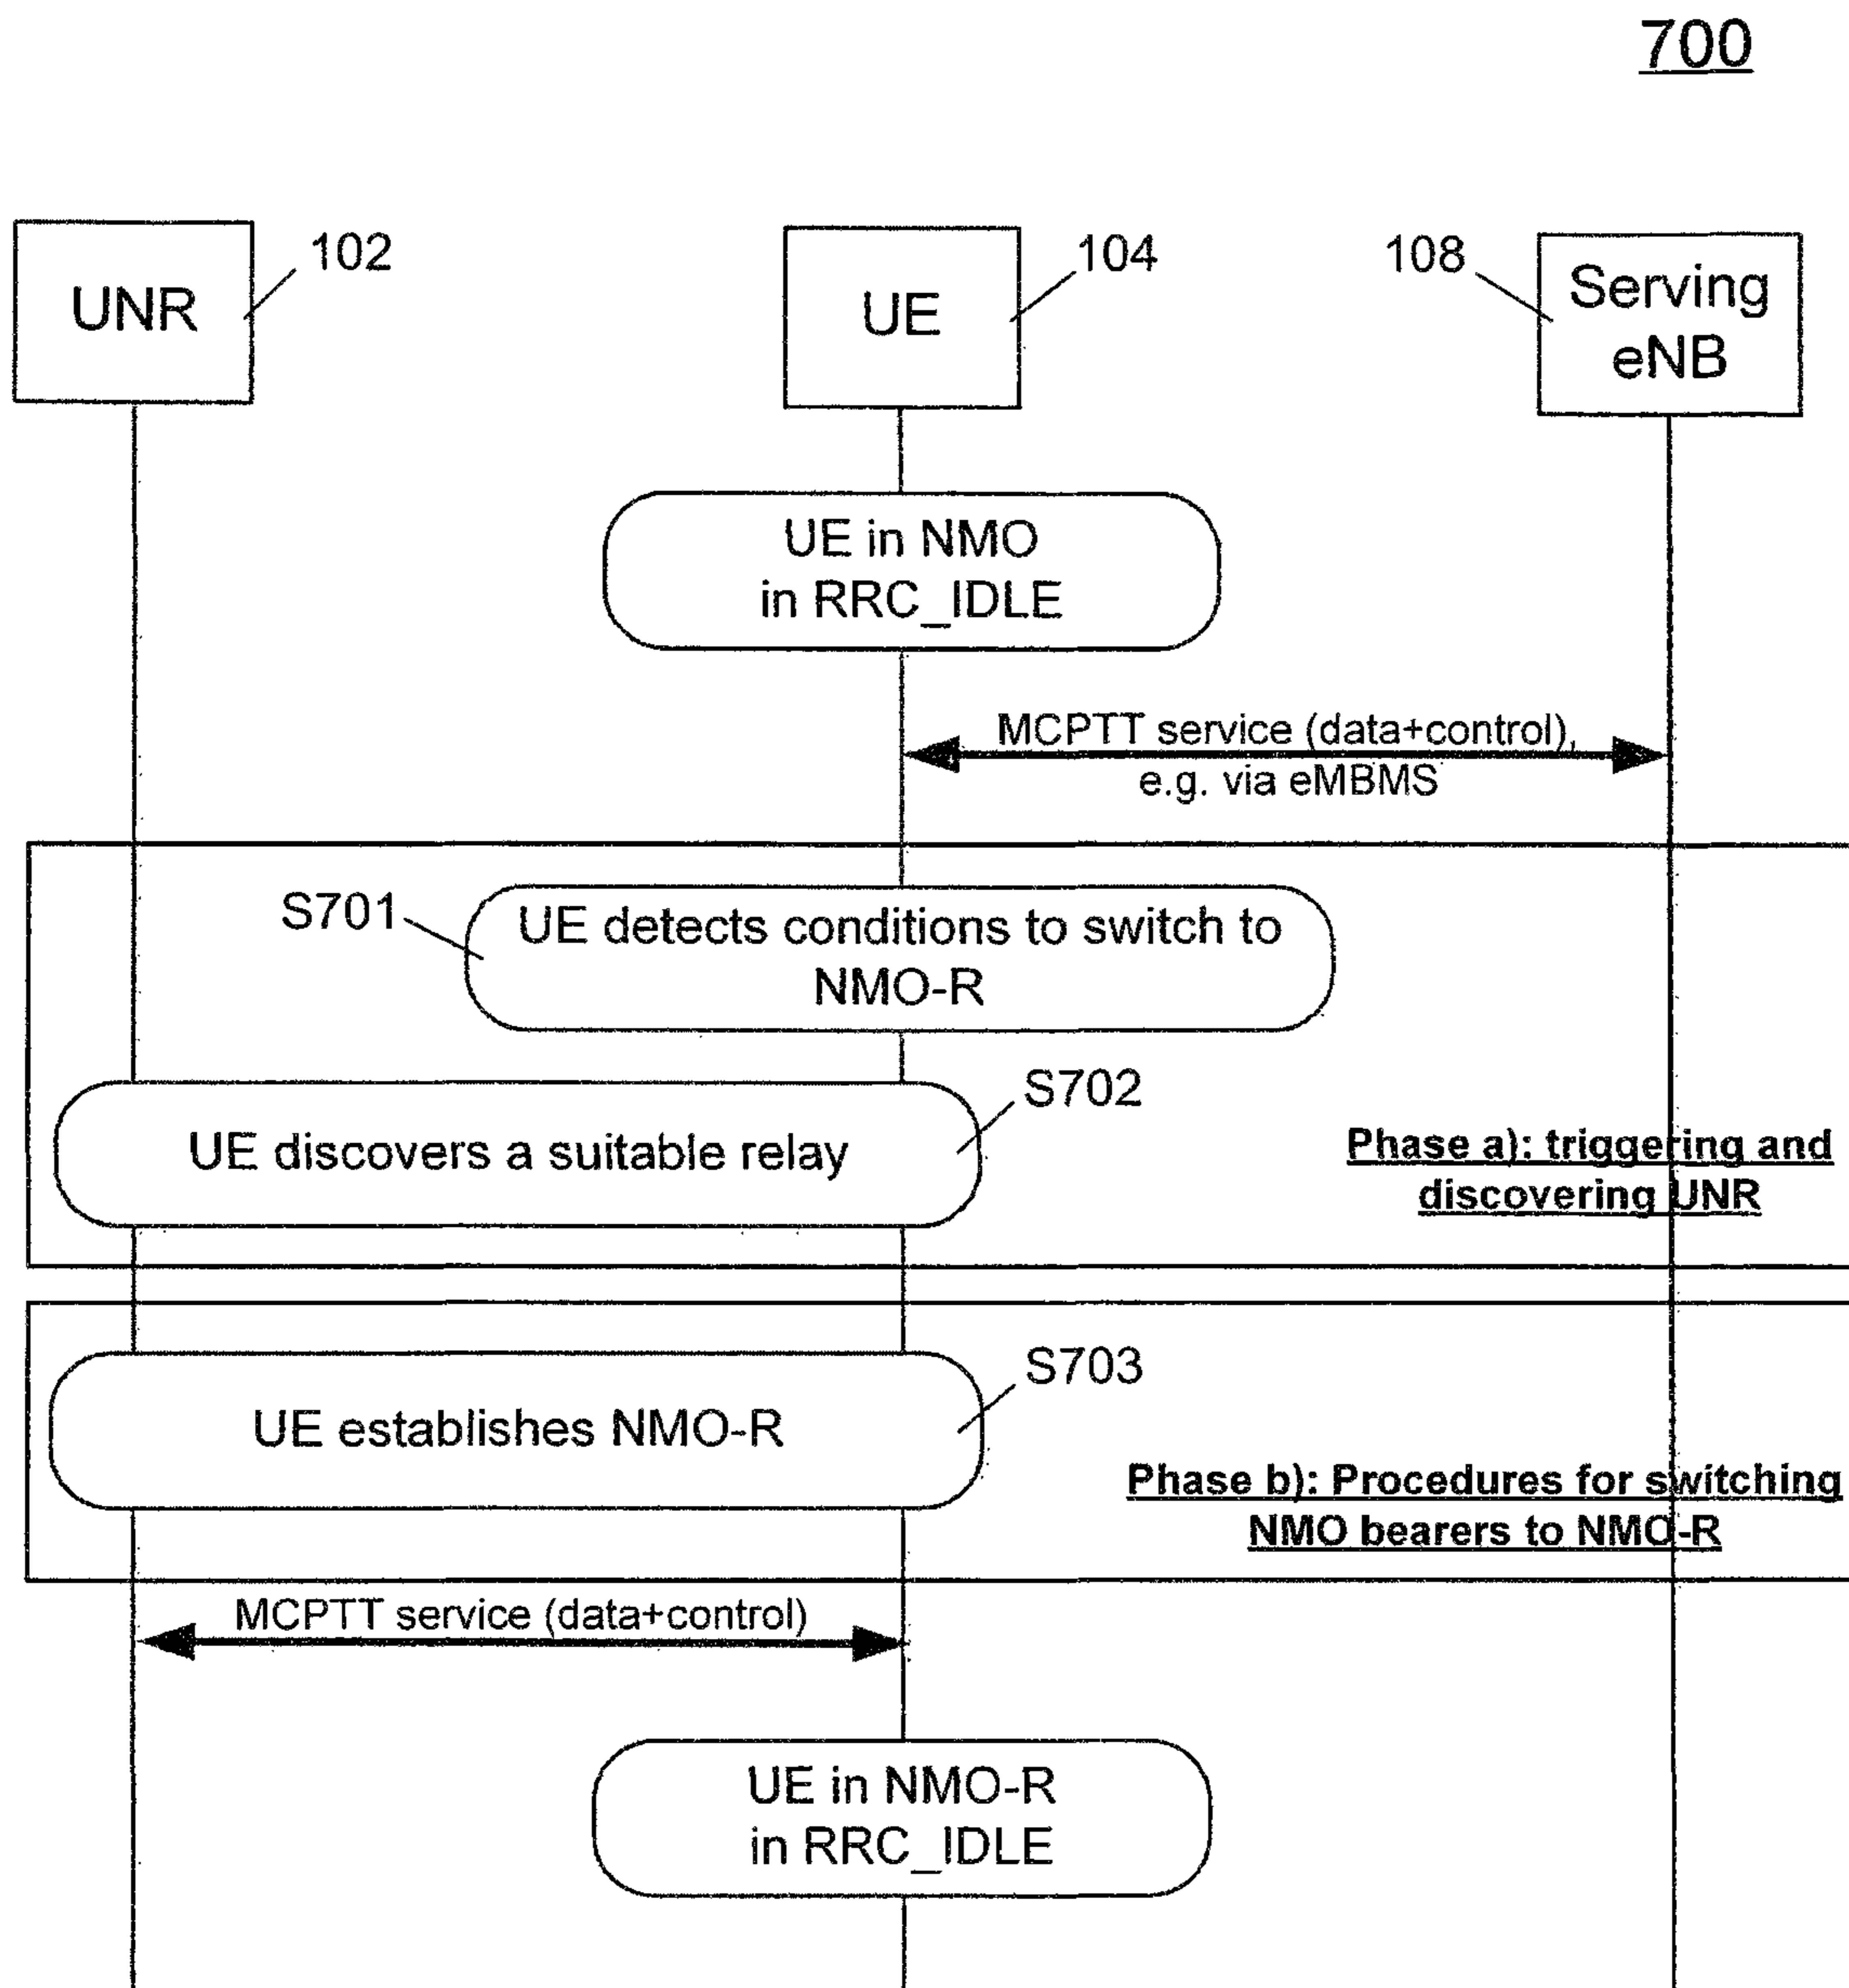 700
UNR
102
UE
104
108
Serving
eNB
UE in NMO
in RRC_IDLE
MCPTT service (data+control),
e.g. via eMBMS
S701
UE detects conditions to switch to
NMO-R
S702
UE discovers a suitable relay
Phase a): triggering and
discovering UNR
S703
UE establishes NMO-R
Phase b): Procedures for switching
NMO bearers to NMO-R
MCPTT service (data+control)
UE in NMO-R
in RRC_IDLE